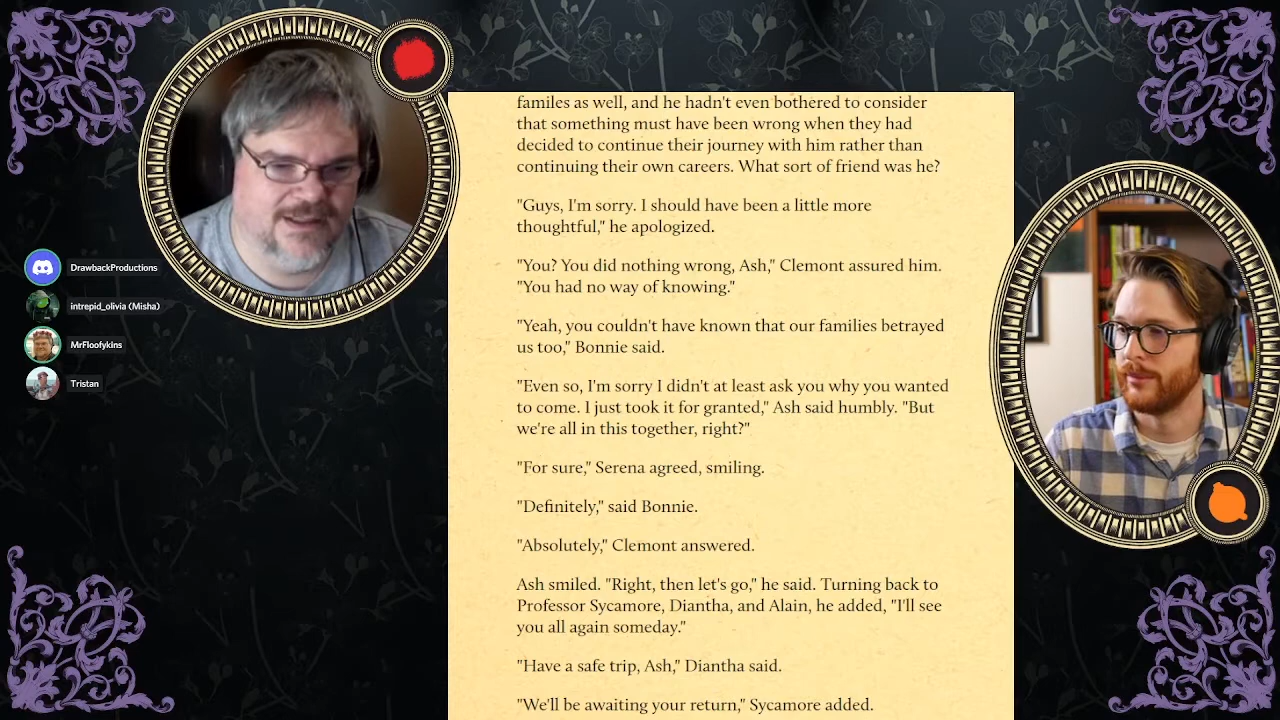 familes as well, and he hadn't even bothered to consider
that something must have been wrong when they had
decided to continue their journey with him rather than
continuing their own careers. What sort of friend was he?
"Guys, I'm sorry. I should have been a little more
thoughtful," he apologized.
"You? You did nothing wrong, Ash," Clemont assured him.
"You had no way of knowing."
"Yeah, you couldn't have known that our families betrayed
us too," Bonnie said.
"Even so, I'm sorry I didn't at least ask you why you wanted
to come. I just took it for granted," Ash said humbly. "But
we're all in this together, right?"
"For sure," Serena agreed, smiling.
"Definitely," said Bonnie.
"Absolutely," Clemont answered.
Ash smiled. "Right, then let's go," he said. Turning back to
Professor Sycamore, Diantha, and Alain, he added, "I'll see
you all again someday."
"Have a safe trip, Ash," Diantha said.
"We'll be awaiting your return," Sycamore added.
DrawbackProductions
intrepid_olivia (Misha)
MrFloofykins
Tristan